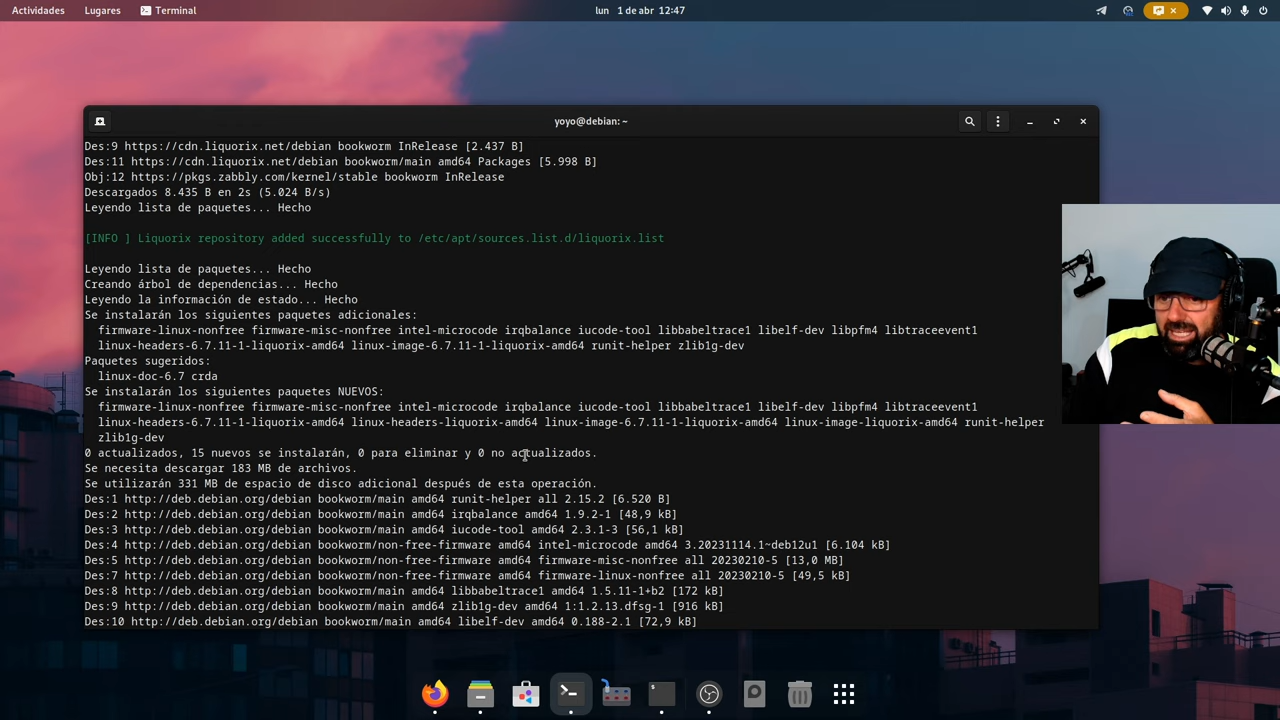 Actividades Lugares Terminal lun 1 de abr 12:47
yoyo@debian: ~
Des:9 https://cdn.liquorix.net/debian bookworm InRelease [2.437 B]
Des:11 https://cdn.liquorix.net/debian bookworm/main amd64 Packages [5.998 B]
Obj:12 https://pkgs.zabbly.com/kernel/stable bookworm InRelease
Descargados 8.435 B en 2s (5.024 B/s)
Leyendo lista de paquetes... Hecho
[INFO ] Liquorix repository added successfully to /etc/apt/sources.list.d/liquorix.list
Leyendo lista de paquetes... Hecho
Creando árbol de dependencias... Hecho
Leyendo la información de estado... Hecho
Se instalarán los siguientes paquetes adicionales:
firmware-linux-nonfree firmware-misc-nonfree intel-microcode irqbalance iucode-tool libbabeltrace1 libelf-dev libpfm4 libtraceevent1
linux-headers-6.7.11-1-liquorix-amd64 linux-image-6.7.11-1-liquorix-amd64 runit-helper zlib1g-dev
Paquetes sugeridos:
linux-doc-6.7 crda
Se instalarán los siguientes paquetes NUEVOS:
firmware-linux-nonfree firmware-misc-nonfree intel-microcode irqbalance iucode-tool libbabeltrace1 libelf-dev libpfm4 libtraceevent1
linux-headers-6.7.11-1-liquorix-amd64 linux-headers-liquorix-amd64 linux-image-6.7.11-1-liquorix-amd64 linux-image-liquorix-amd64 runit-helper
zlib1g-dev
0 actualizados, 15 nuevos se instalarán, 0 para eliminar y 0 no actualizados.
Se necesita descargar 183 MB de archivos.
Se utilizarán 331 MB de espacio de disco adicional después de esta operación.
Des:1 http://deb.debian.org/debian bookworm/main amd64 runit-helper all 2.15.2 [6.520 B]
Des:2 http://deb.debian.org/debian bookworm/main amd64 irqbalance amd64 1.9.2-1 [48,9 kB]
Des:3 http://deb.debian.org/debian bookworm/main amd64 iucode-tool amd64 2.3.1-3 [56,1 kB]
Des:4 http://deb.debian.org/debian bookworm/non-free-firmware amd64 intel-microcode amd64 3.20231114.1~deb12u1 [6.104 kB]
Des:5 http://deb.debian.org/debian bookworm/non-free-firmware amd64 firmware-misc-nonfree all 20230210-5 [13,0 MB]
Des:7 http://deb.debian.org/debian bookworm/non-free-firmware amd64 firmware-linux-nonfree all 20230210-5 [49,5 kB]
Des:8 http://deb.debian.org/debian bookworm/main amd64 libbabeltrace1 amd64 1.5.11-1+b2 [172 kB]
Des:9 http://deb.debian.org/debian bookworm/main amd64 zlib1g-dev amd64 1:1.2.13.dfsg-1 [916 kB]
Des:10 http://deb.debian.org/debian bookworm/main amd64 libelf-dev amd64 0.188-2.1 [72,9 kB]